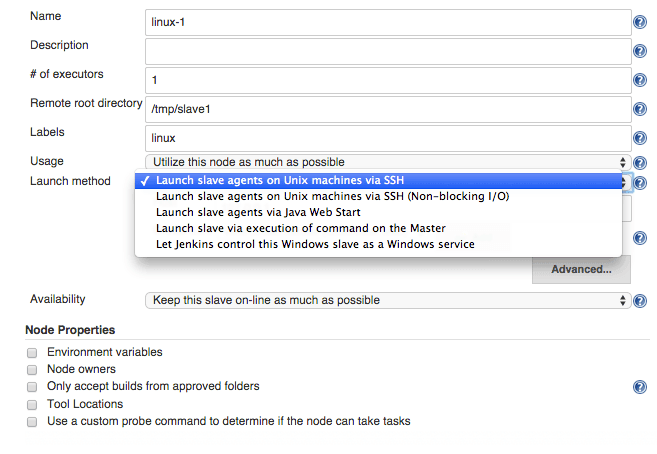 Name linux-1
Description
# of executors 1
Remote root directory /tmp/slave1
Labels linux
Usage Utilize this node as much as possible
Launch method ✓ Launch slave agents on Unix machines via SSH
Launch slave agents on Unix machines via SSH (Non-blocking I/O)
Launch slave agents via Java Web Start
Launch slave via execution of command on the Master
Let Jenkins control this Windows slave as a Windows service
Advanced...
Availability Keep this slave on-line as much as possible
Node Properties
Environment variables
Node owners
Only accept builds from approved folders
Tool Locations
Use a custom probe command to determine if the node can take tasks